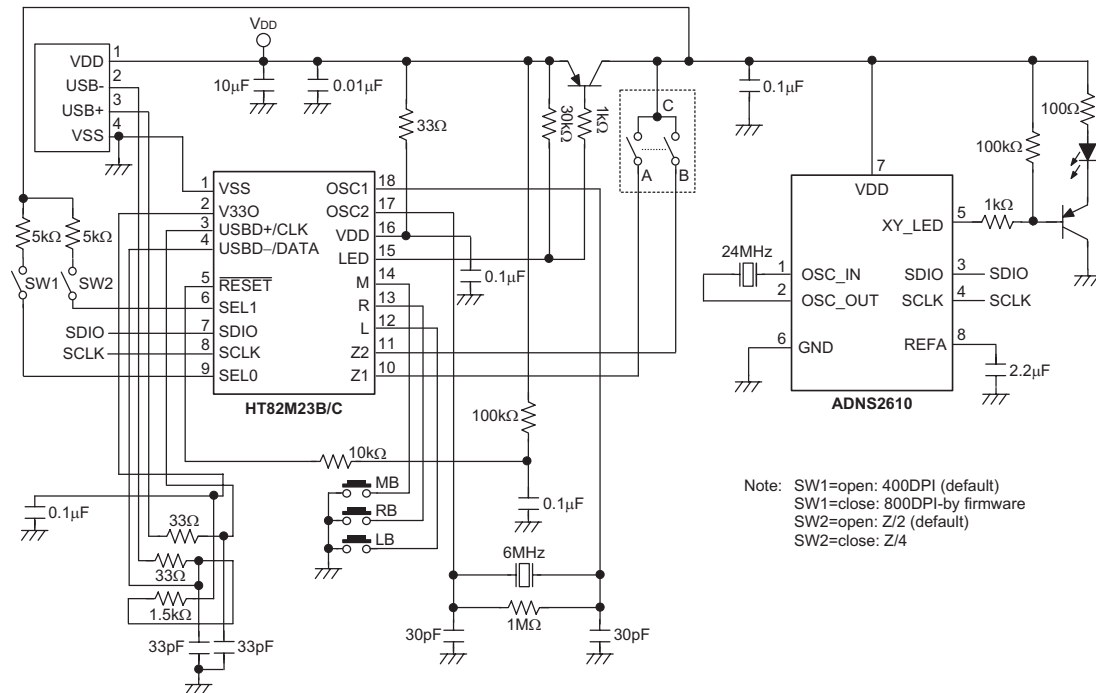 VDD
VDD 1
USB- 2
USB+ 3
VSS 4
10μF
0.01μF
33Ω
30kΩ
1kΩ
C
A
B
0.1μF
100kΩ
100Ω
5kΩ
5kΩ
SW1
SW2
SDIO
SCLK
1 VSS
2 V33O
3 USBD+/CLK
4 USBD–/DATA
5 RESET
6 SEL1
7 SDIO
8 SCLK
9 SEL0
OSC1 18
OSC2 17
VDD 16
LED 15
M 14
R 13
L 12
Z2 11
Z1 10
HT82M23B/C
0.1μF
7
VDD
XY_LED 5
1kΩ
24MHz
1 OSC_IN
2 OSC_OUT
SDIO 3 SDIO
SCLK 4 SCLK
6 GND
REFA 8
2.2μF
ADNS2610
100kΩ
10kΩ
0.1μF
0.1μF
MB
RB
LB
33Ω
33Ω
1.5kΩ
33pF
33pF
6MHz
1MΩ
30pF
30pF
Note: SW1=open: 400DPI (default)
SW1=close: 800DPI-by firmware
SW2=open: Z/2 (default)
SW2=close: Z/4